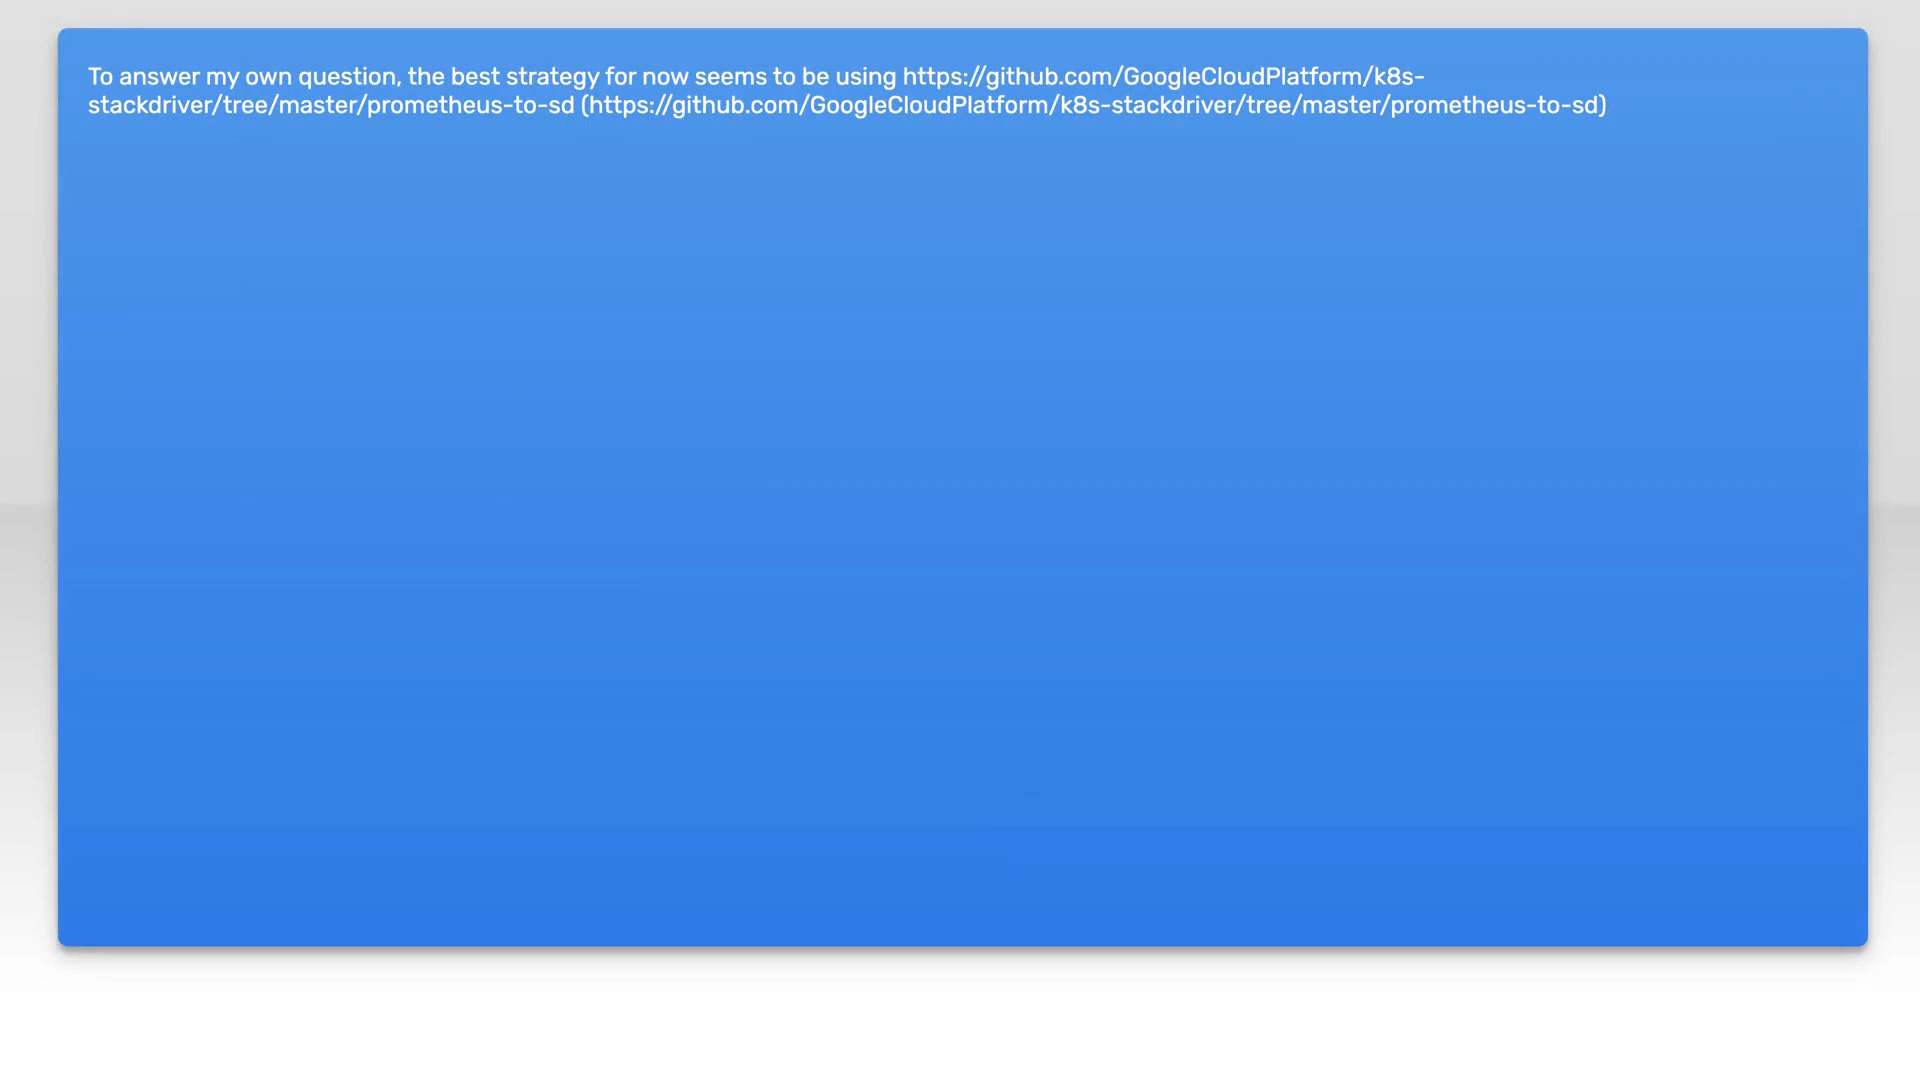 To answer my own question, the best strategy for now seems to be using https://github.com/GoogleCloudPlatform/k8s-
stackdriver/tree/master/prometheus-to-sd (https://github.com/GoogleCloudPlatform/k8s-stackdriver/tree/master/prometheus-to-sd)